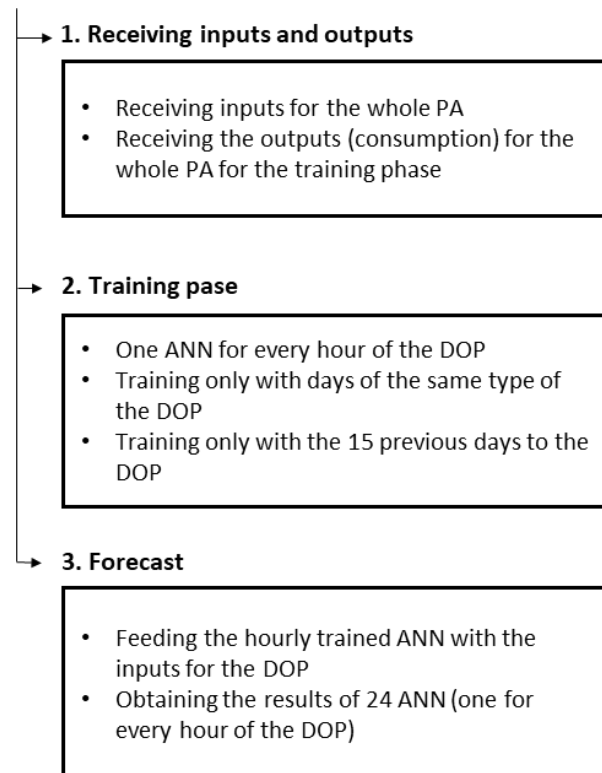 1. Receiving inputs and outputs
• Receiving inputs for the whole PA
• Receiving the outputs (consumption) for the
whole PA for the training phase
2. Training pase
• One ANN for every hour of the DOP
• Training only with days of the same type of
the DOP
• Training only with the 15 previous days to the
DOP
3. Forecast
• Feeding the hourly trained ANN with the
inputs for the DOP
• Obtaining the results of 24 ANN (one for
every hour of the DOP)